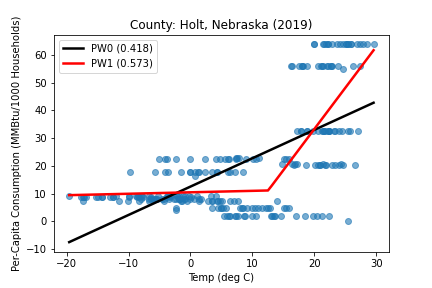 County: Holt, Nebraska (2019)
PW0 (0.418)
PW1 (0.573)
Per-Capita Consumption (MMBtu/1000 Households)
60
50
40
30
20
10
0
−10
−20
−10
0
10
20
30
Temp (deg C)